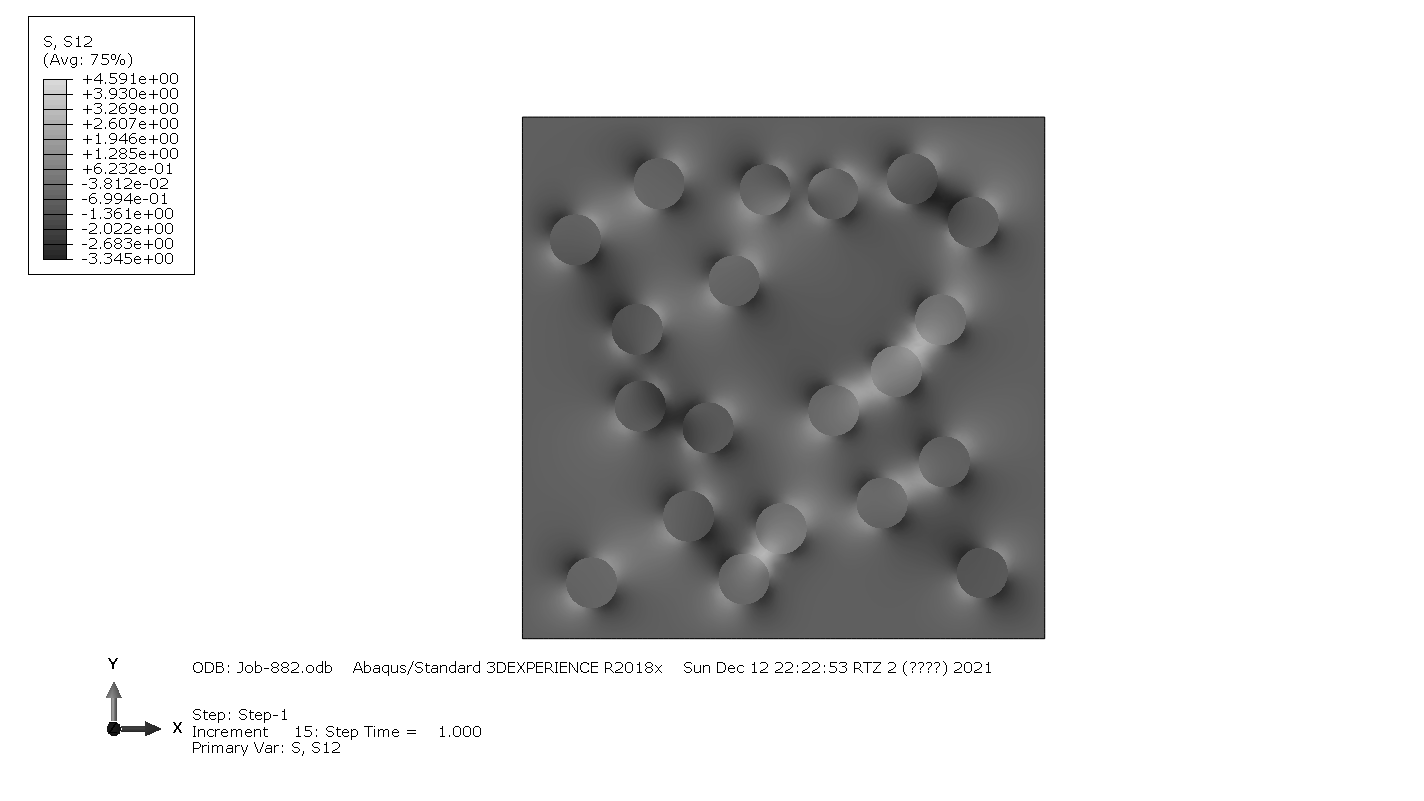 S, S12
(Avg: 75%)
+4.591e+00
+3.930e+00
+3.269e+00
+2.607e+00
+1.946e+00
+1.285e+00
+6.232e-01
-3.812e-02
-6.994e-01
-1.361e+00
-2.022e+00
-2.683e+00
-3.345e+00
Y
X
ODB: Job-882.odb Abaqus/Standard 3DEXPERIENCE R2018x Sun Dec 12 22:22:53 RTZ 2 (????) 2021
Step: Step-1
Increment 15: Step Time = 1.000
Primary Var: S, S12